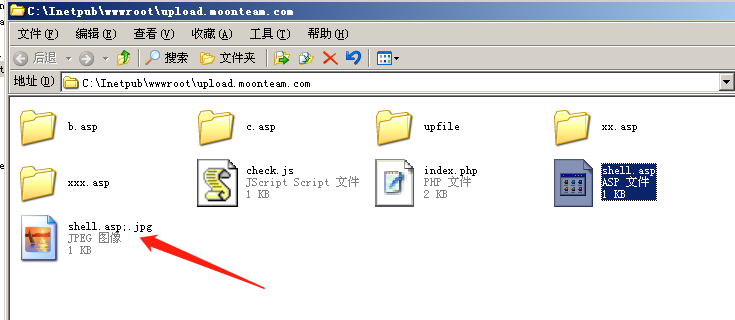 C:\Inetpub\wwwroot\upload.moonteam.com
文件(F) 编辑(E) 查看(V) 收藏(A) 工具(T) 帮助(H)
后退 搜索 文件夹
地址(D) C:\Inetpub\wwwroot\upload.moonteam.com
b.asp c.asp upfile xx.asp
xxx.asp
check.js
JScript Script 文件
1 KB
index.php
PHP 文件
2 KB
shell.asp
ASP 文件
1 KB
shell.asp;.jpg
JPEG 图像
1 KB